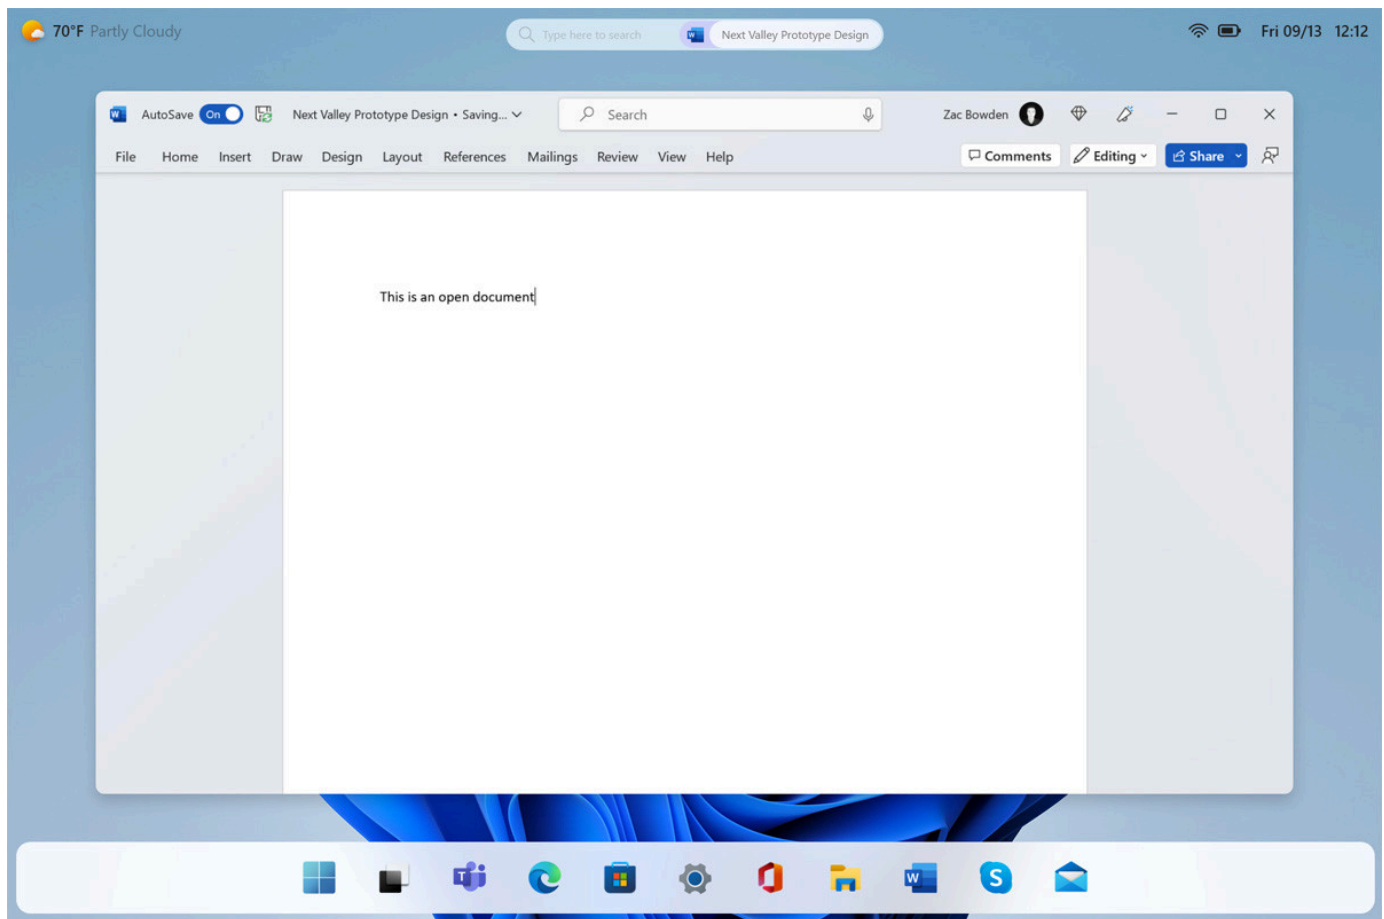 70°F Partly Cloudy
Type here to search
Next Valley Prototype Design
Fri 09/13 12:12
AutoSave On
Next Valley Prototype Design • Saving...
Search
Zac Bowden
File Home Insert Draw Design Layout References Mailings Review View Help
Comments Editing Share
This is an open document